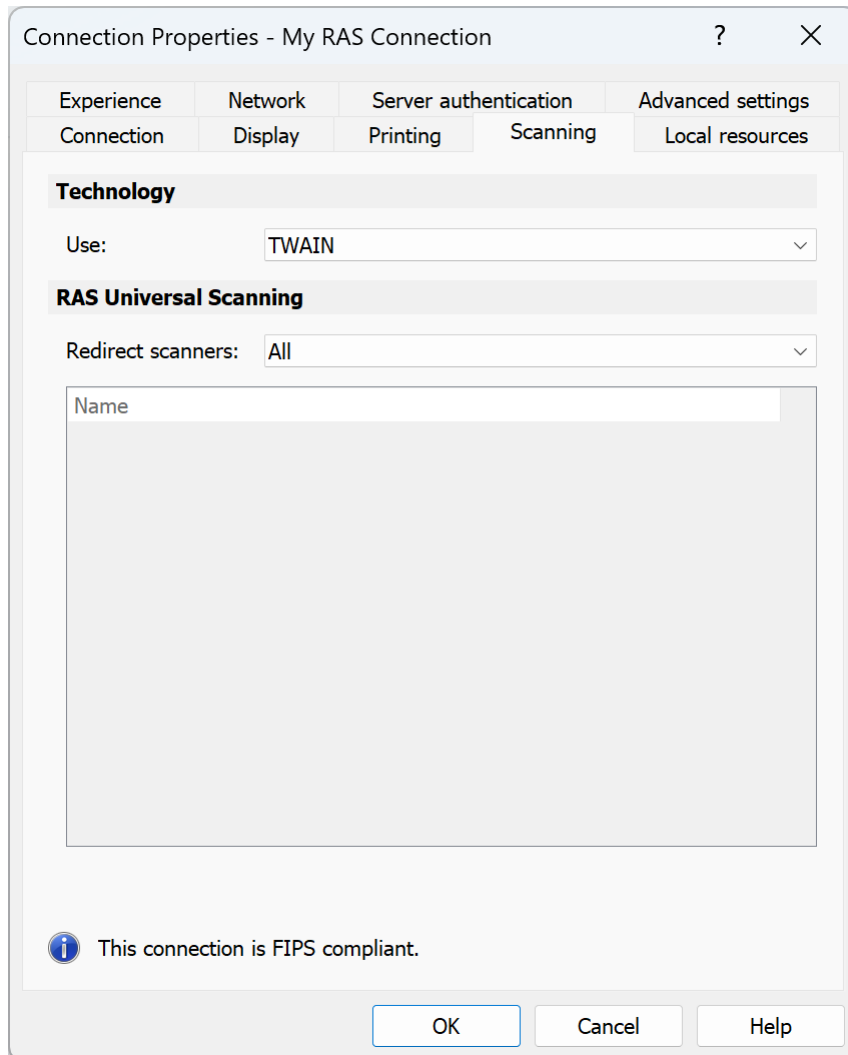 Connection Properties - My RAS Connection ?
Experience Network Server authentication Advanced settings
Connection Display Printing Scanning Local resources
Technology
Use: TWAIN
RAS Universal Scanning
Redirect scanners: All
Name
This connection is FIPS compliant.
OK Cancel Help